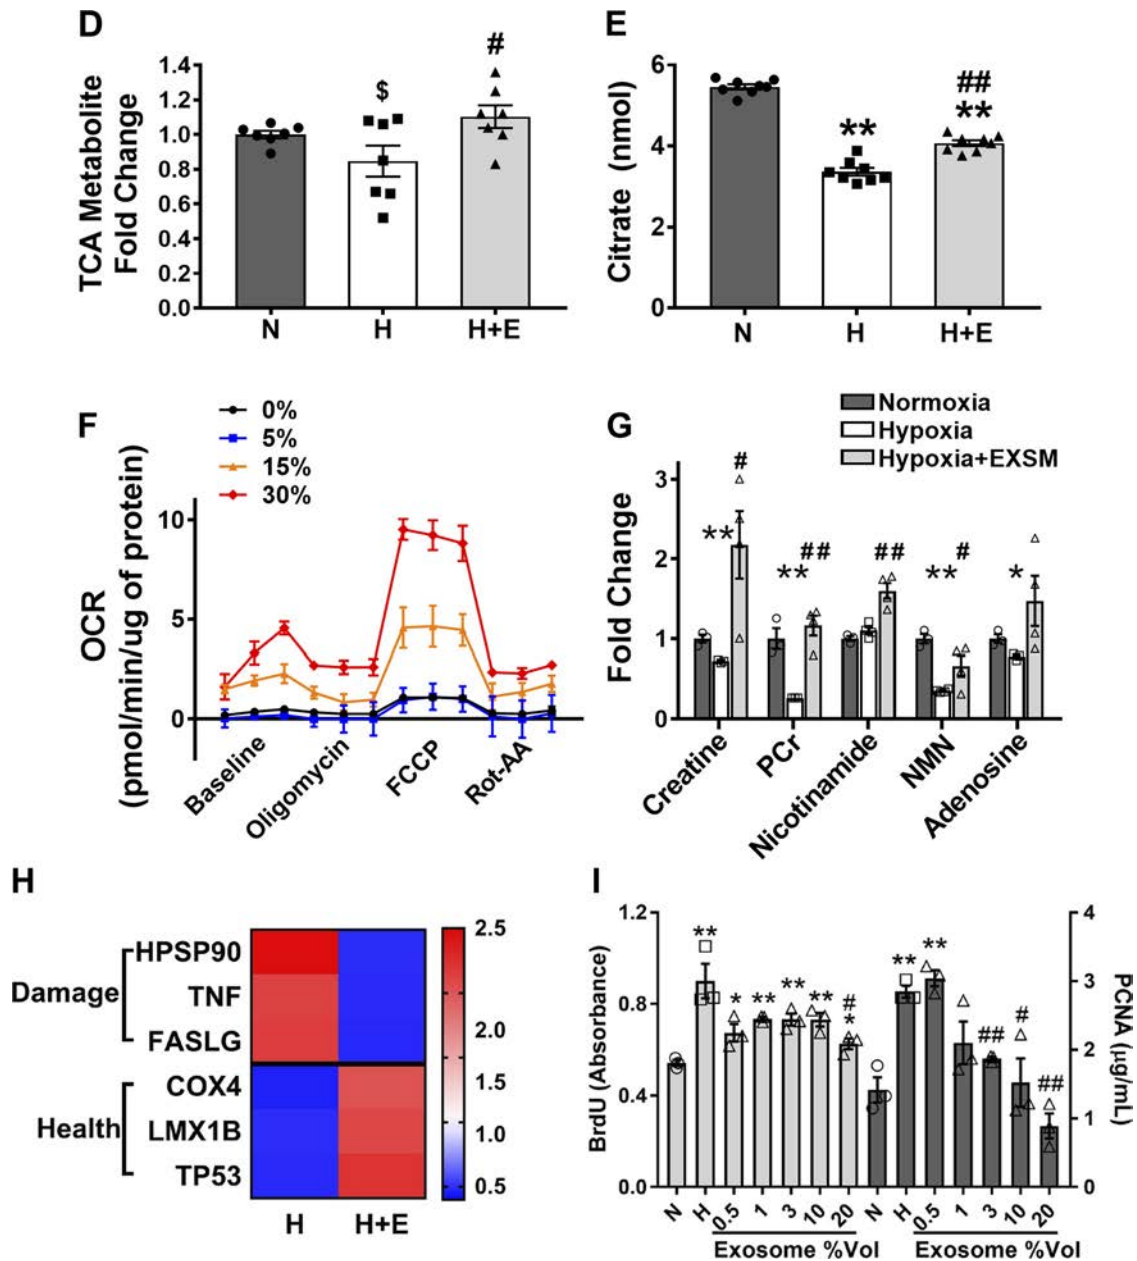 D
TCA Metabolite
Fold Change
1.4
1.2
1.0
0.8
0.6
0.4
0.2
0.0
$
#
N
H
H+E
E
Citrate (nmol)
6
4
2
0
**
##
**
N
H
H+E
F
0%
5%
15%
30%
OCR
(pmol/min/ug of protein)
10
5
0
Baseline
Oligomycin
FCCP
Rot-AA
G
Normoxia
Hypoxia
Hypoxia+EXSM
Fold Change
3
2
1
0
**
#
**
##
##
**
#
*
Creatine
PCr
Nicotinamide
NMN
Adenosine
H
Damage
HPSP90
TNF
FASLG
Health
COX4
LMX1B
TP53
H
H+E
2.5
2.0
1.5
1.0
0.5
I
BrdU (Absorbance)
1.2
0.8
0.4
0.0
**
*
**
**
**
#
*
**
**
##
#
##
4
3
2
1
0
PCNA (µg/mL)
N
H
0.5
1
3
10
20
N
H
0.5
1
3
10
20
Exosome %Vol
Exosome %Vol